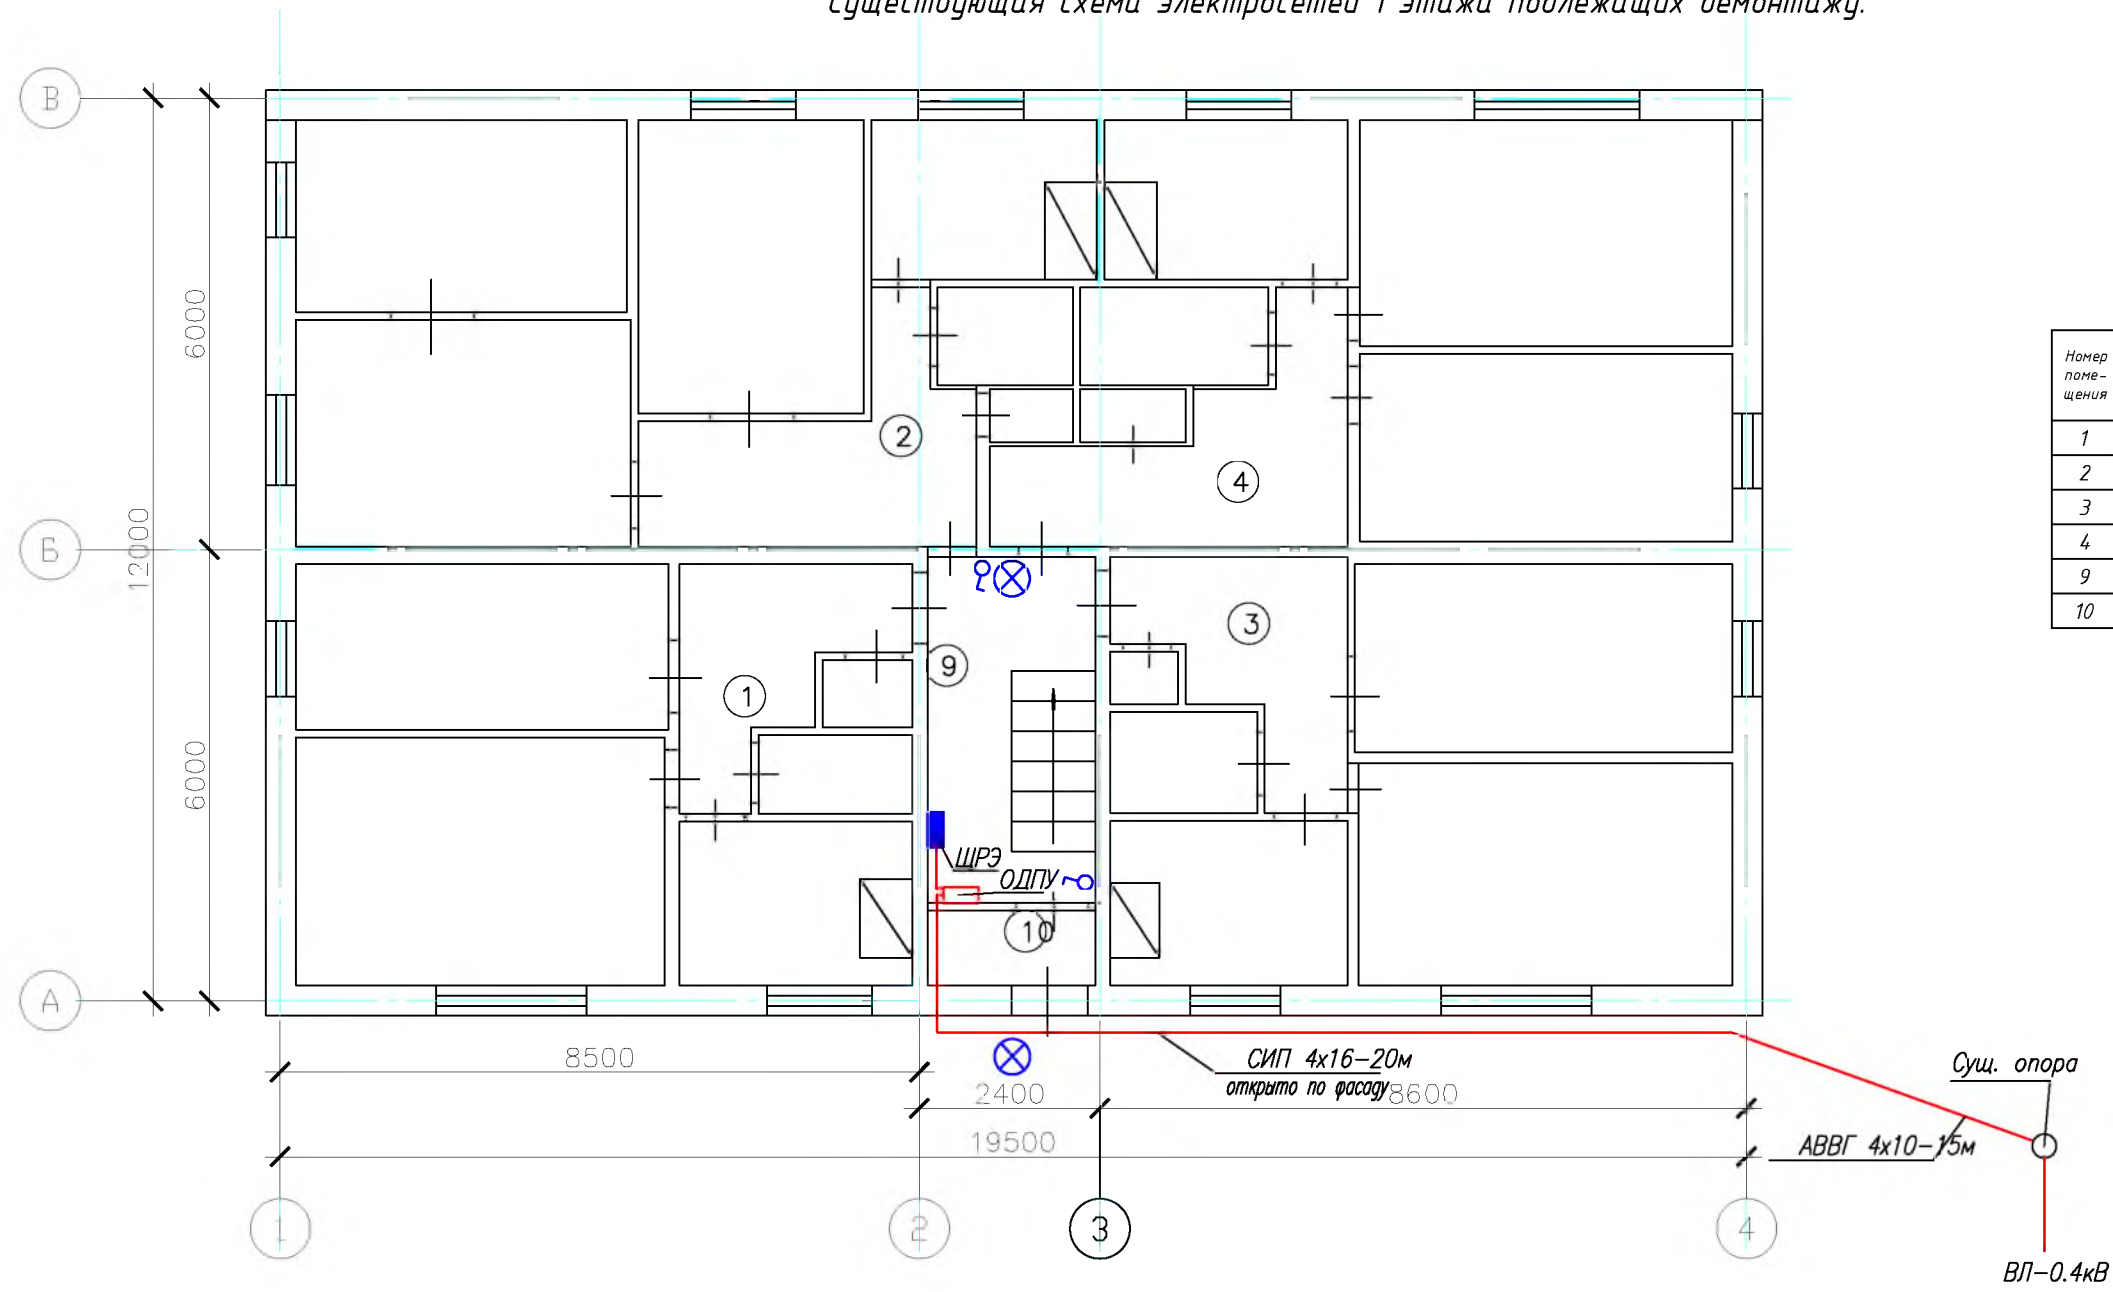 Существующая схема электросетей 1 этажа подлежащих демонтажу.
В
Б
А
6000
12000
6000
2
4
3
1
9
10
ЩРЭ
ОДПУ
Номер
поме-
щения
1
2
3
4
9
10
8500
2400
8600
19500
СИП 4х16-20м
открыто по фасаду
Сущ. опора
АВВГ 4х10-15м
ВЛ-0.4кВ
1
2
3
4